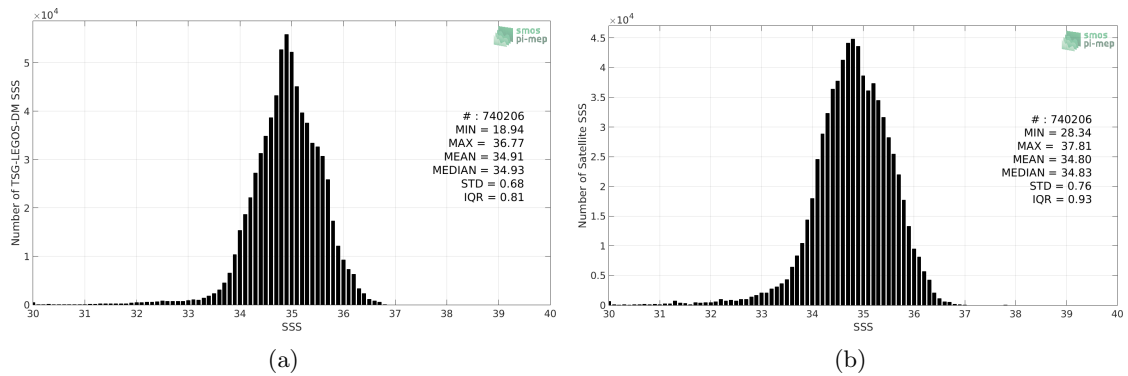 ×10⁴
smos
pi-mep
Number of TSG-LEGOS-DM SSS
5
4
3
2
1
0
# : 740206
MIN = 18.94
MAX = 36.77
MEAN = 34.91
MEDIAN = 34.93
STD = 0.68
IQR = 0.81
30 31 32 33 34 35 36 37 38 39 40
SSS
(a)
×10⁴
smos
pi-mep
Number of Satellite SSS
4.5
4
3.5
3
2.5
2
1.5
1
0.5
0
# : 740206
MIN = 28.34
MAX = 37.81
MEAN = 34.80
MEDIAN = 34.83
STD = 0.76
IQR = 0.93
30 31 32 33 34 35 36 37 38 39 40
SSS
(b)